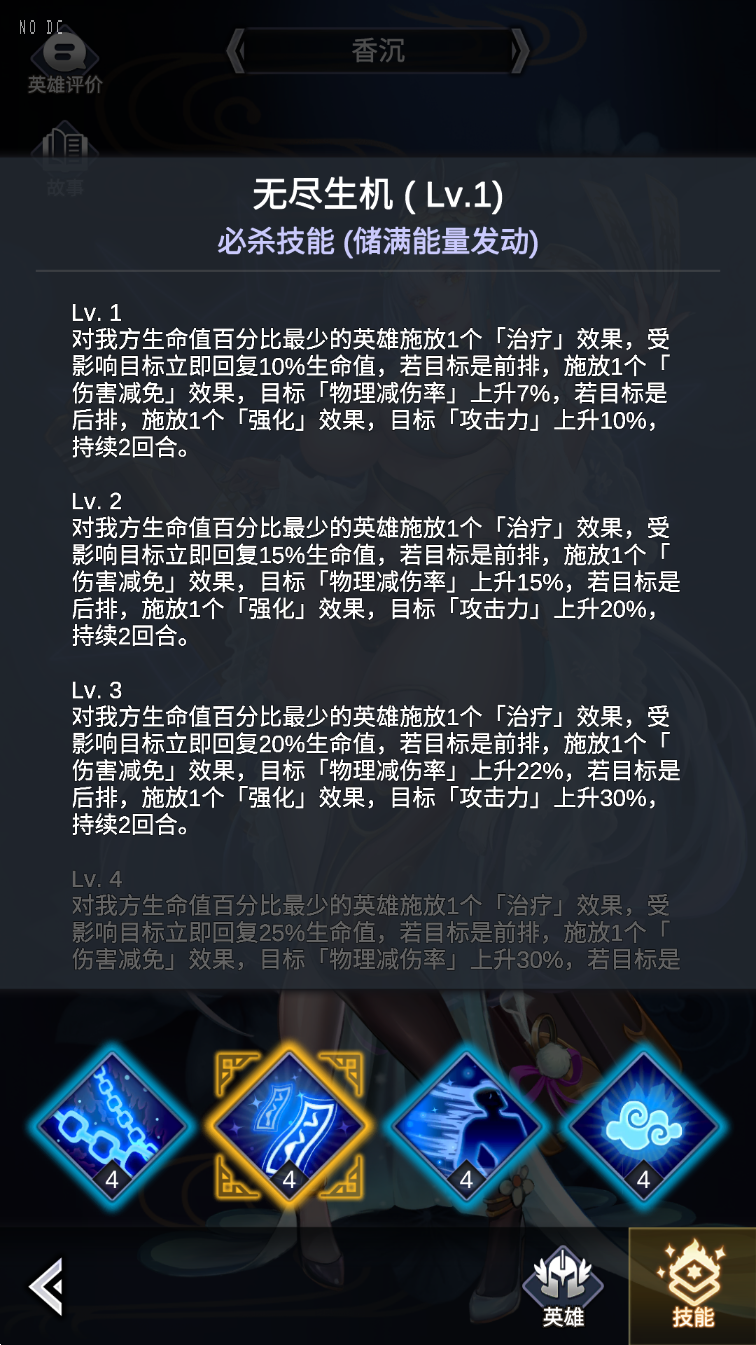 NO DC
英雄评价
香沉
故事
无尽生机 ( Lv.1)
必杀技能 (储满能量发动)
Lv. 1
对我方生命值百分比最少的英雄施放1个「治疗」效果，受
影响目标立即回复10%生命值，若目标是前排，施放1个「
伤害减免」效果，目标「物理减伤率」上升7%，若目标是
后排，施放1个「强化」效果，目标「攻击力」上升10%，
持续2回合。
Lv. 2
对我方生命值百分比最少的英雄施放1个「治疗」效果，受
影响目标立即回复15%生命值，若目标是前排，施放1个「
伤害减免」效果，目标「物理减伤率」上升15%，若目标是
后排，施放1个「强化」效果，目标「攻击力」上升20%，
持续2回合。
Lv. 3
对我方生命值百分比最少的英雄施放1个「治疗」效果，受
影响目标立即回复20%生命值，若目标是前排，施放1个「
伤害减免」效果，目标「物理减伤率」上升22%，若目标是
后排，施放1个「强化」效果，目标「攻击力」上升30%，
持续2回合。
Lv. 4
对我方生命值百分比最少的英雄施放1个「治疗」效果，受
影响目标立即回复25%生命值，若目标是前排，施放1个「
伤害减免」效果，目标「物理减伤率」上升30%，若目标是
4
4
4
4
英雄
技能